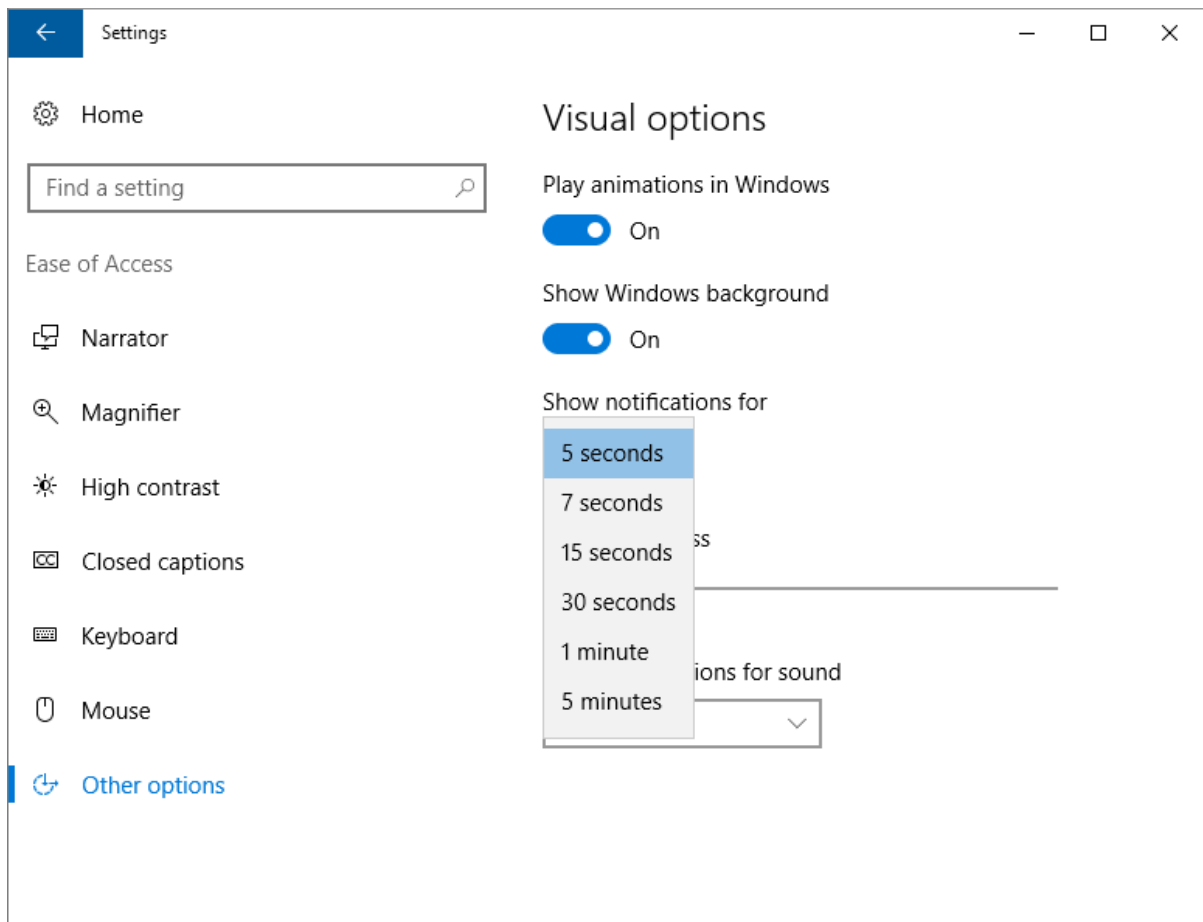 Settings
Home
Find a setting
Ease of Access
Narrator
Magnifier
High contrast
CC Closed captions
Keyboard
Mouse
Other options
Visual options
Play animations in Windows
On
Show Windows background
On
Show notifications for
5 seconds
7 seconds
15 seconds
30 seconds
1 minute
5 minutes
for sound